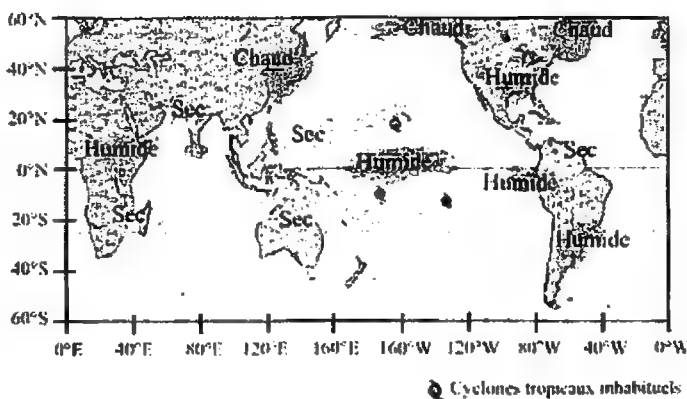 60°N Chauds Chaud
40°N Chaud Humide
20°N Sec Sec
0°N Humide Humide Humide Sec
20°S Sec Sec Humide
40°S
60°S
0°E 40°E 80°E 120°E 160°E 160°W 120°W 80°W 40°W 0°W
Cyclones tropicaux inhabituels